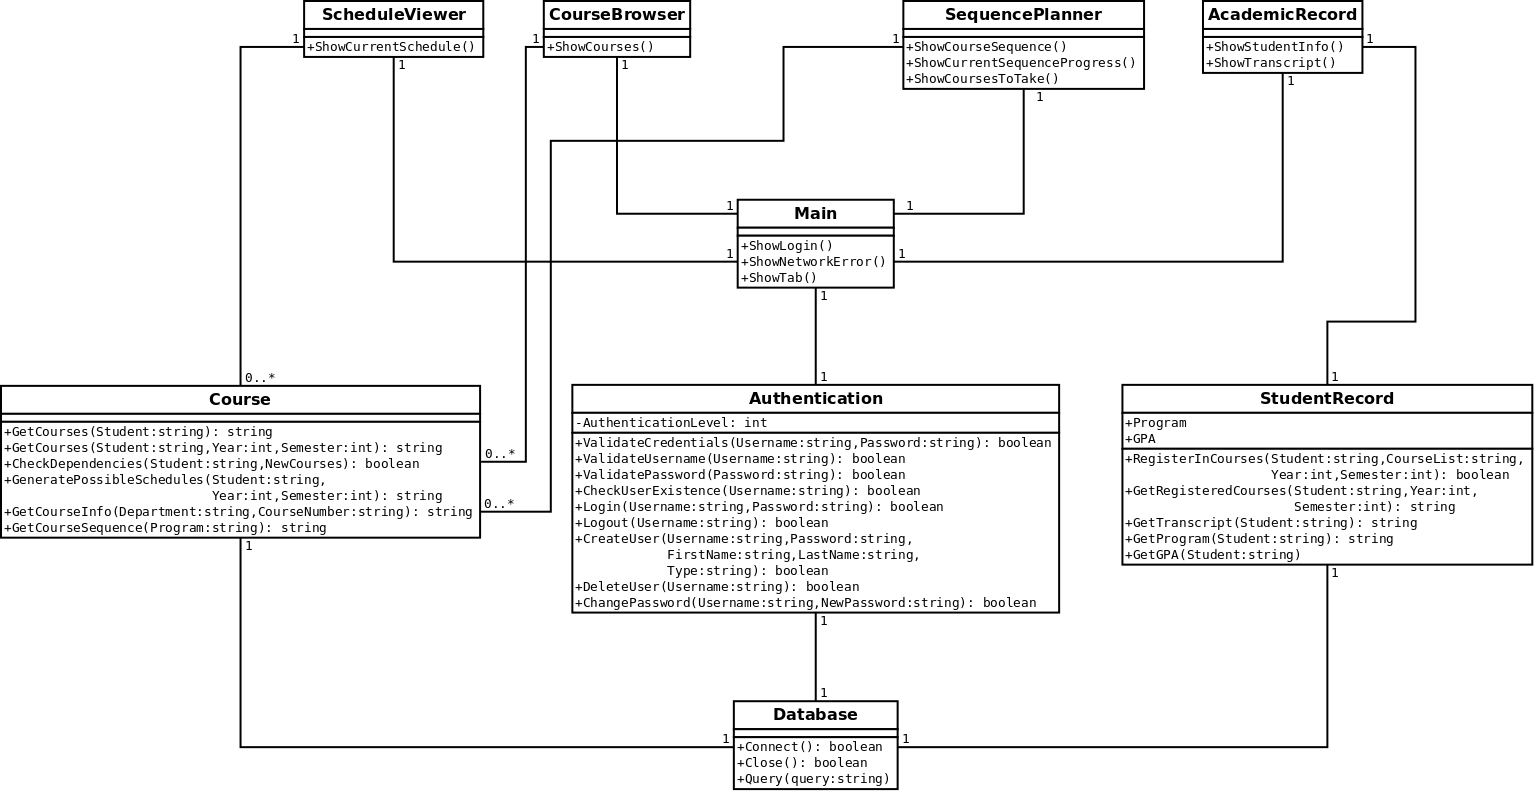 ScheduleViewer
+ShowCurrentSchedule()
1
1
CourseBrowser
+ShowCourses()
1
1
SequencePlanner
+ShowCourseSequence()
+ShowCurrentSequenceProgress()
+ShowCoursesToTake()
1
1
AcademicRecord
+ShowStudentInfo()
+ShowTranscript()
1
1
Main
+ShowLogin()
+ShowNetworkError()
+ShowTab()
1
1
1
1
1
Course
+GetCourses(Student:string): string
+GetCourses(Student:string,Year:int,Semester:int): string
+CheckDependencies(Student:string,NewCourses): boolean
+GeneratePossibleSchedules(Student:string,
Year:int,Semester:int): string
+GetCourseInfo(Department:string,CourseNumber:string): string
+GetCourseSequence(Program:string): string
0..*
0..*
0..*
1
Authentication
-AuthenticationLevel: int
+ValidateCredentials(Username:string,Password:string): boolean
+ValidateUsername(Username:string): boolean
+ValidatePassword(Password:string): boolean
+CheckUserExistence(Username:string): boolean
+Login(Username:string,Password:string): boolean
+Logout(Username:string): boolean
+CreateUser(Username:string,Password:string,
FirstName:string,LastName:string,
Type:string): boolean
+DeleteUser(Username:string): boolean
+ChangePassword(Username:string,NewPassword:string): boolean
1
1
StudentRecord
+Program
+GPA
+RegisterInCourses(Student:string,CourseList:string,
Year:int,Semester:int): boolean
+GetRegisteredCourses(Student:string,Year:int,
Semester:int): string
+GetTranscript(Student:string): string
+GetProgram(Student:string): string
+GetGPA(Student:string)
1
1
Database
+Connect(): boolean
+Close(): boolean
+Query(query:string)
1
1
1